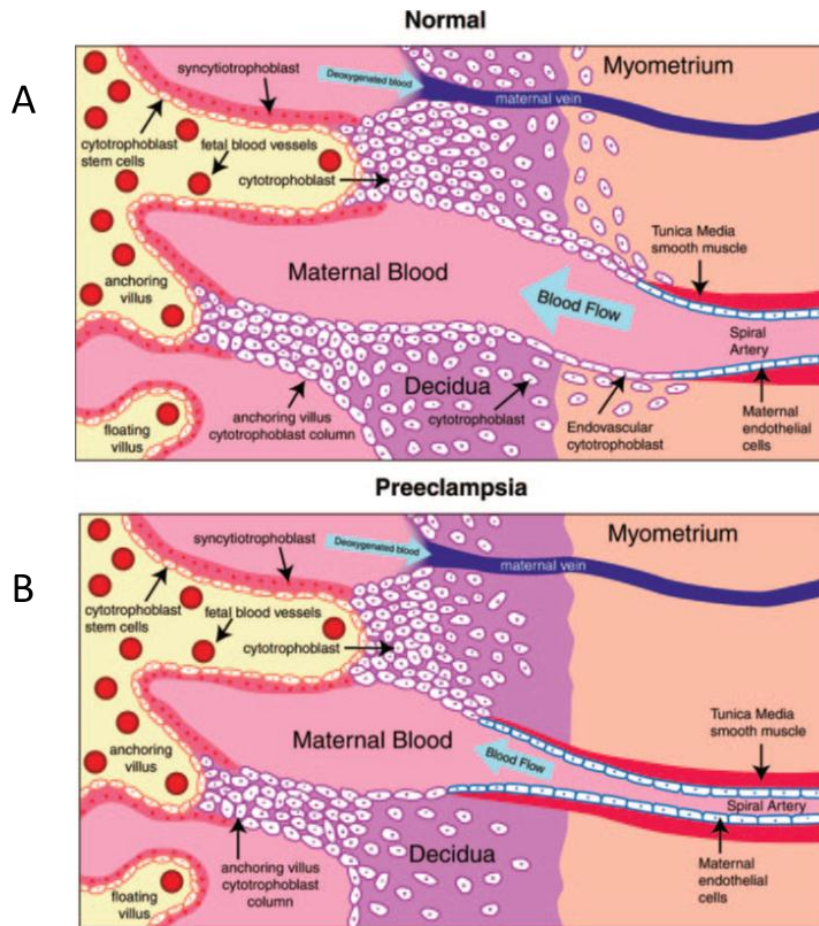 Normal
A
syncytiotrophoblast
Deoxygenated blood
Myometrium
maternal vein
cytotrophoblast
stem cells
fetal blood vessels
cytotrophoblast
Tunica Media
smooth muscle
anchoring
villus
Maternal Blood
Blood Flow
Spiral
Artery
Decidua
floating
villus
anchoring villus
cytotrophoblast column
cytotrophoblast
Endovascular
cytotrophoblast
Maternal
endothelial
cells
Preeclampsia
B
syncytiotrophoblast
Deoxygenated blood
Myometrium
maternal vein
cytotrophoblast
stem cells
fetal blood vessels
cytotrophoblast
Tunica Media
smooth muscle
anchoring
villus
Maternal Blood
Blood Flow
Spiral Artery
Decidua
floating
villus
anchoring villus
cytotrophoblast
column
Maternal
endothelial
cells